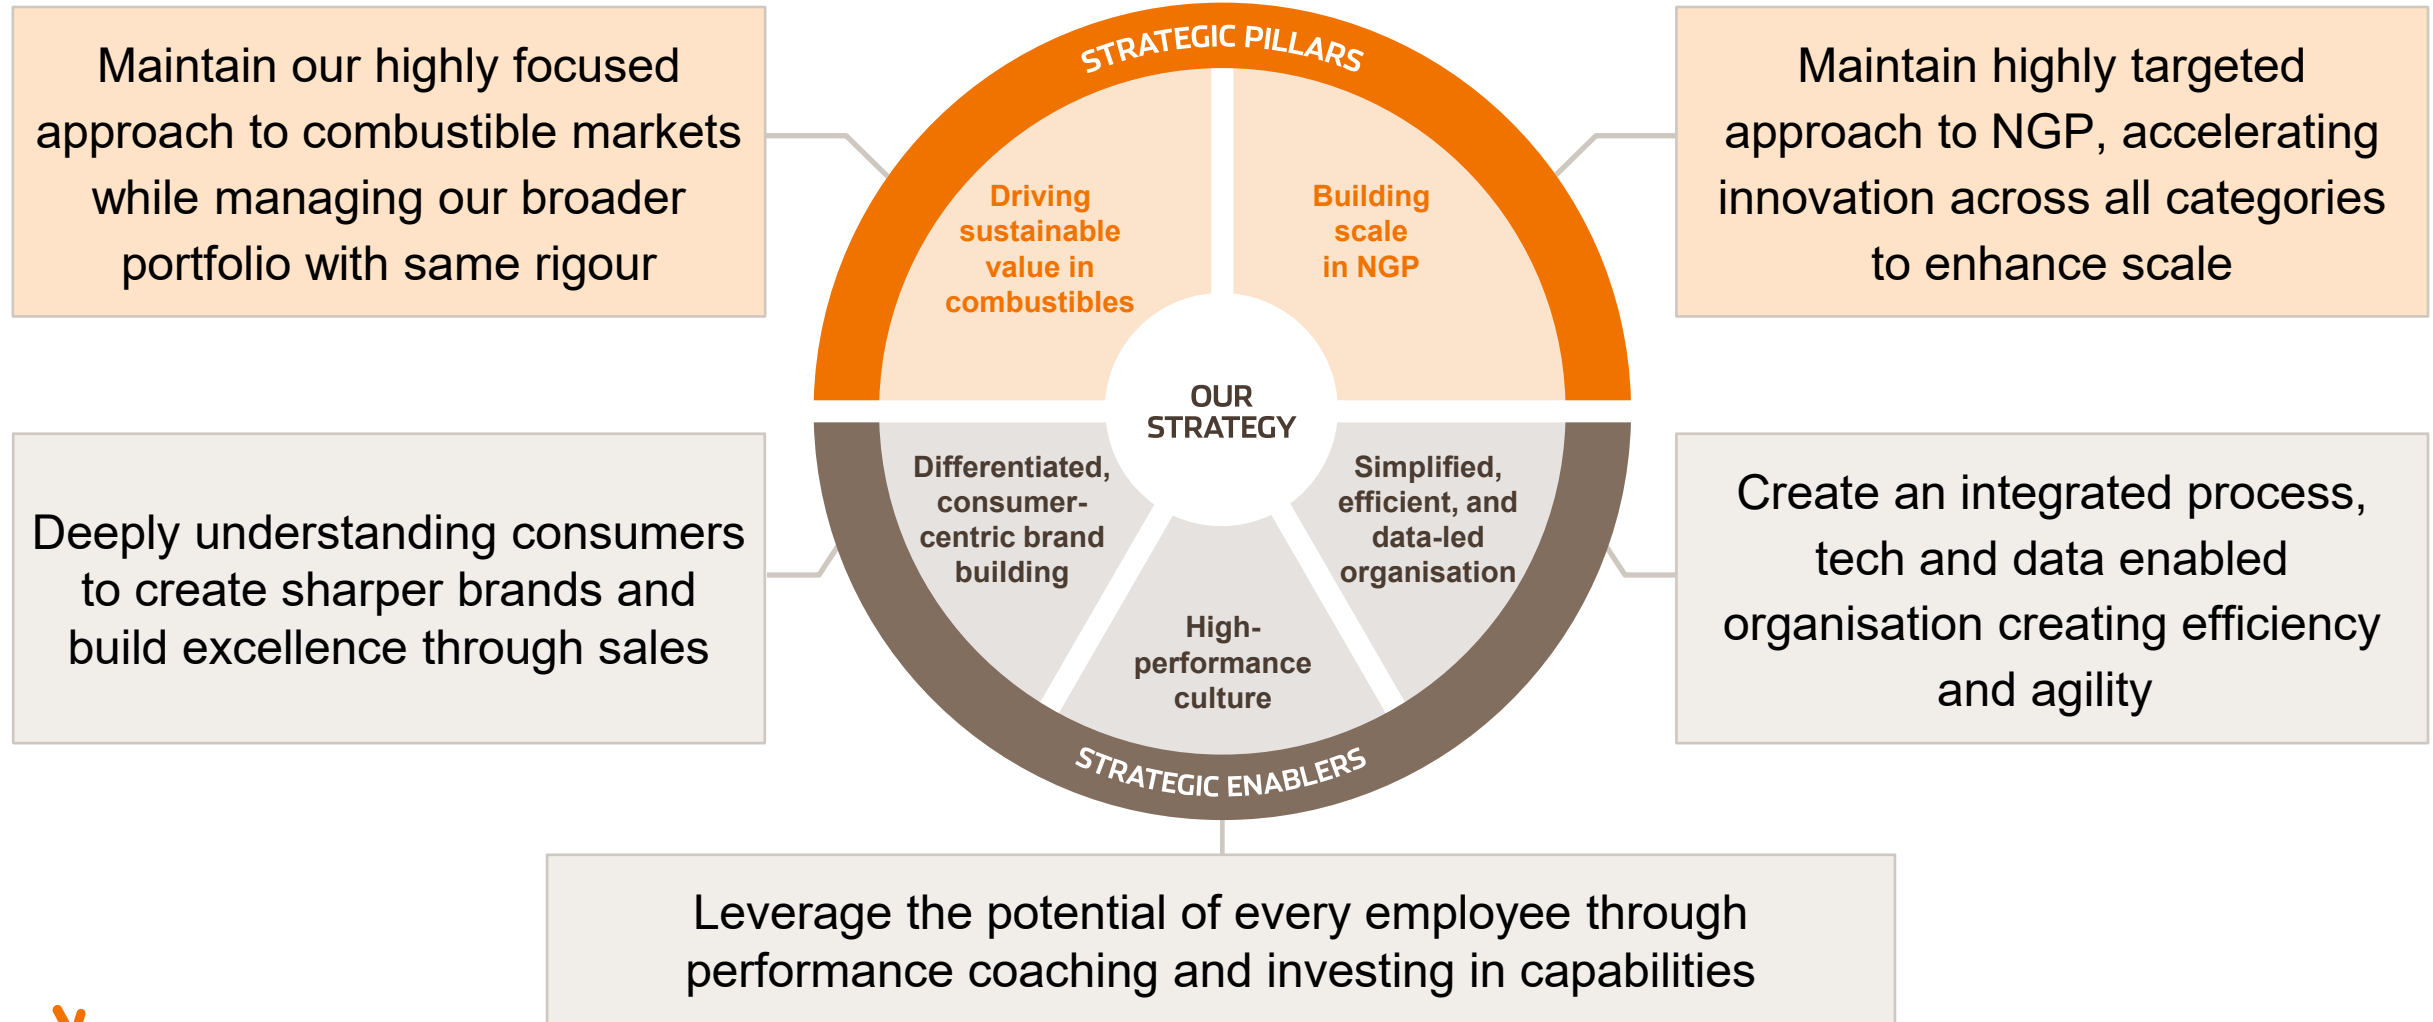 Maintain our highly focused
approach to combustible markets
while managing our broader
portfolio with same rigour
STRATEGIC PILLARS
Maintain highly targeted
approach to NGP, accelerating
innovation across all categories
to enhance scale
Driving
sustainable
value in
combustibles
Building
scale
in NGP
OUR
STRATEGY
Deeply understanding consumers
to create sharper brands and
build excellence through sales
Differentiated,
consumer-
centric brand
building
High-
performance
culture
Simplified,
efficient, and
data-led
organisation
Create an integrated process,
tech and data enabled
organisation creating efficiency
and agility
STRATEGIC ENABLERS
Leverage the potential of every employee through
performance coaching and investing in capabilities